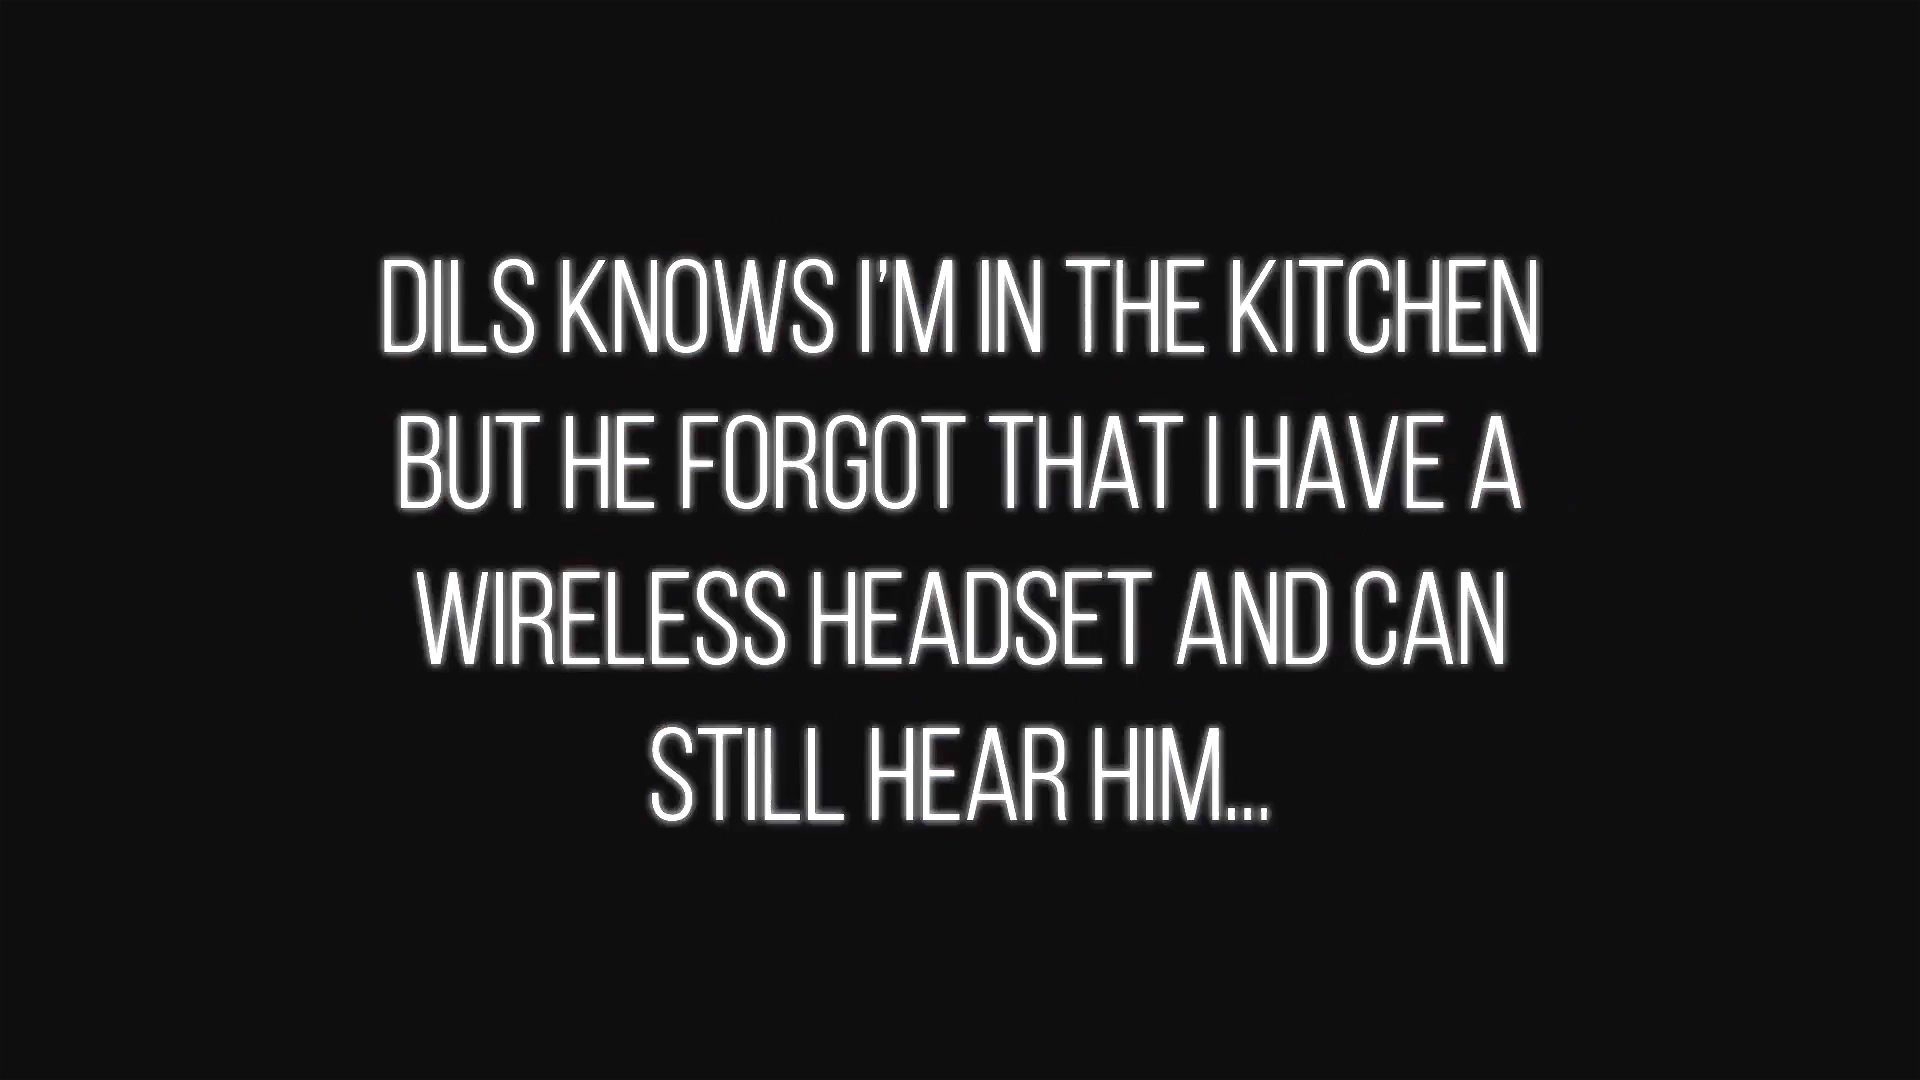 DILS KNOWS I'M IN THE KITCHEN
BUT HE FORGOT THAT I HAVE A
WIRELESS HEADSET AND CAN
STILL HEAR HIM...